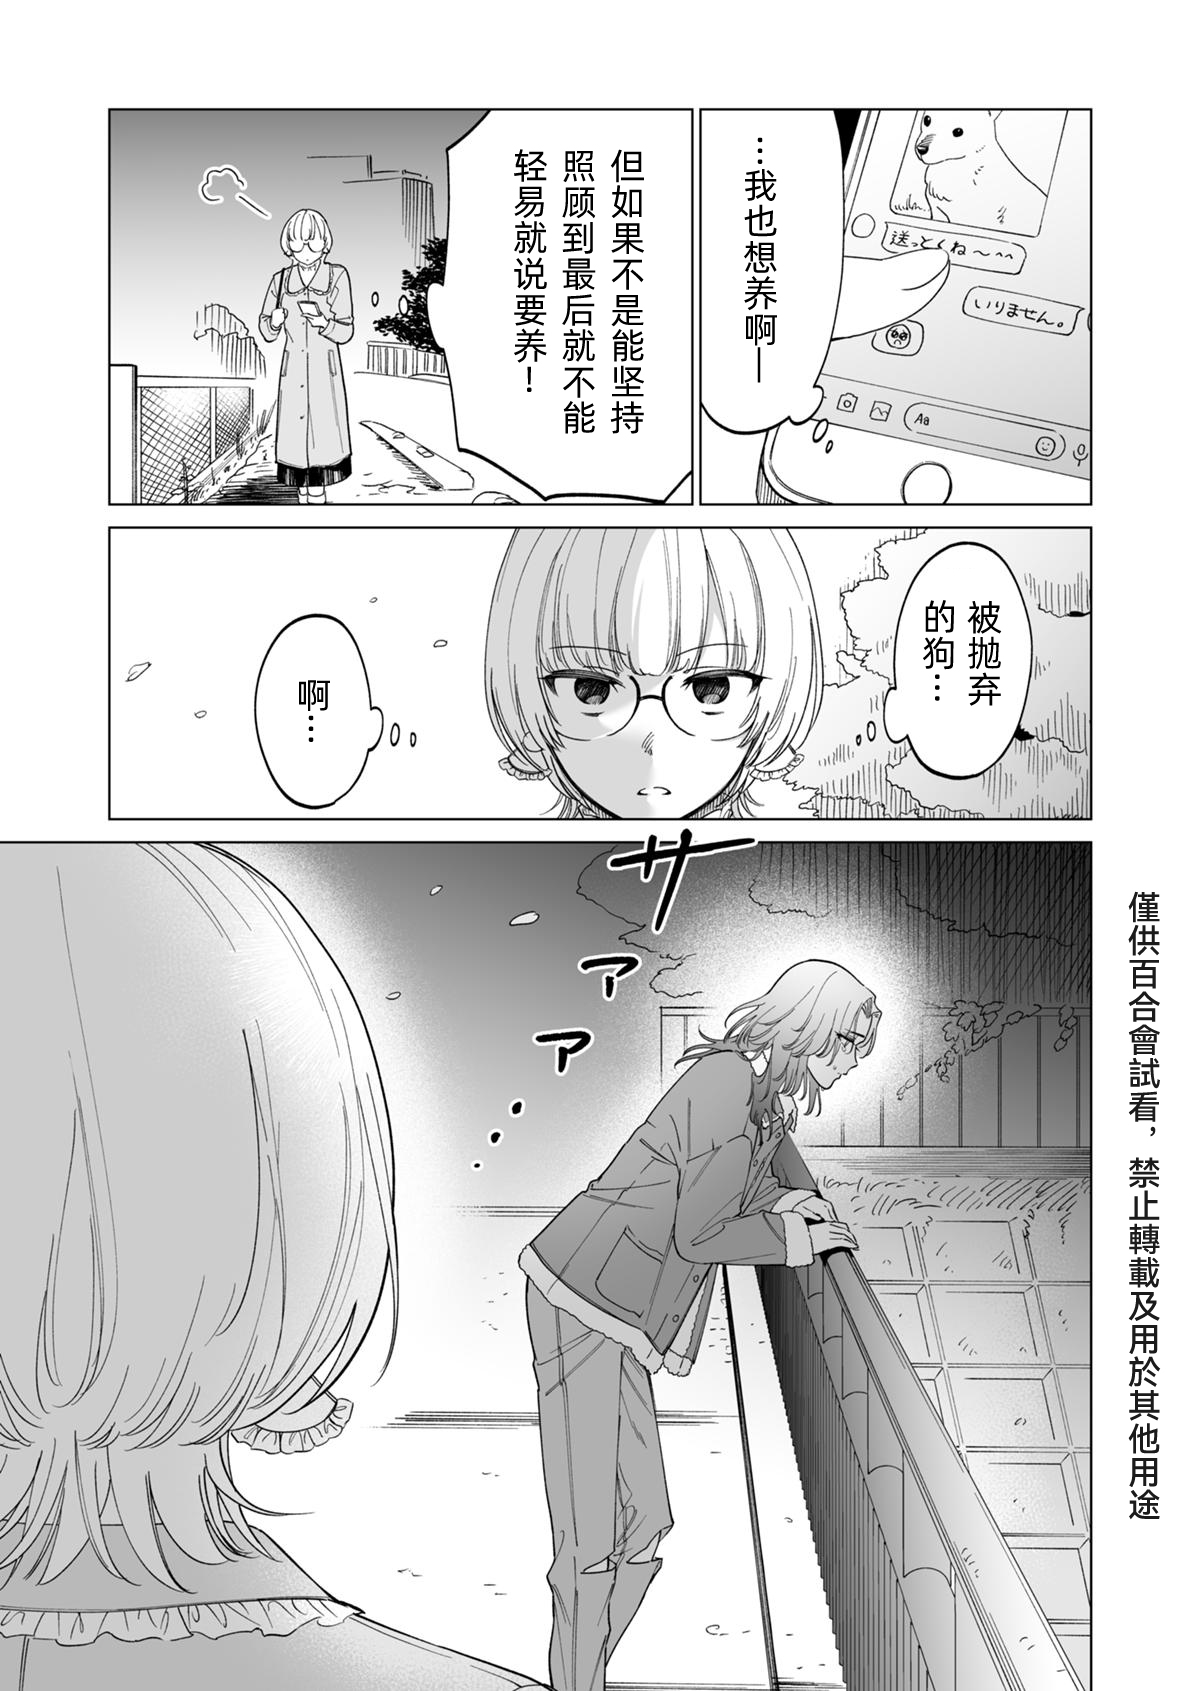 …我也想养啊—
送っとくね〜^^
いりません。
Aa
但如果不是能坚持
照顾到最后就不能
轻易就说要养！
被抛弃
的狗…
啊…
サァァ…
僅供百合會試看，禁止轉載及用於其他用途